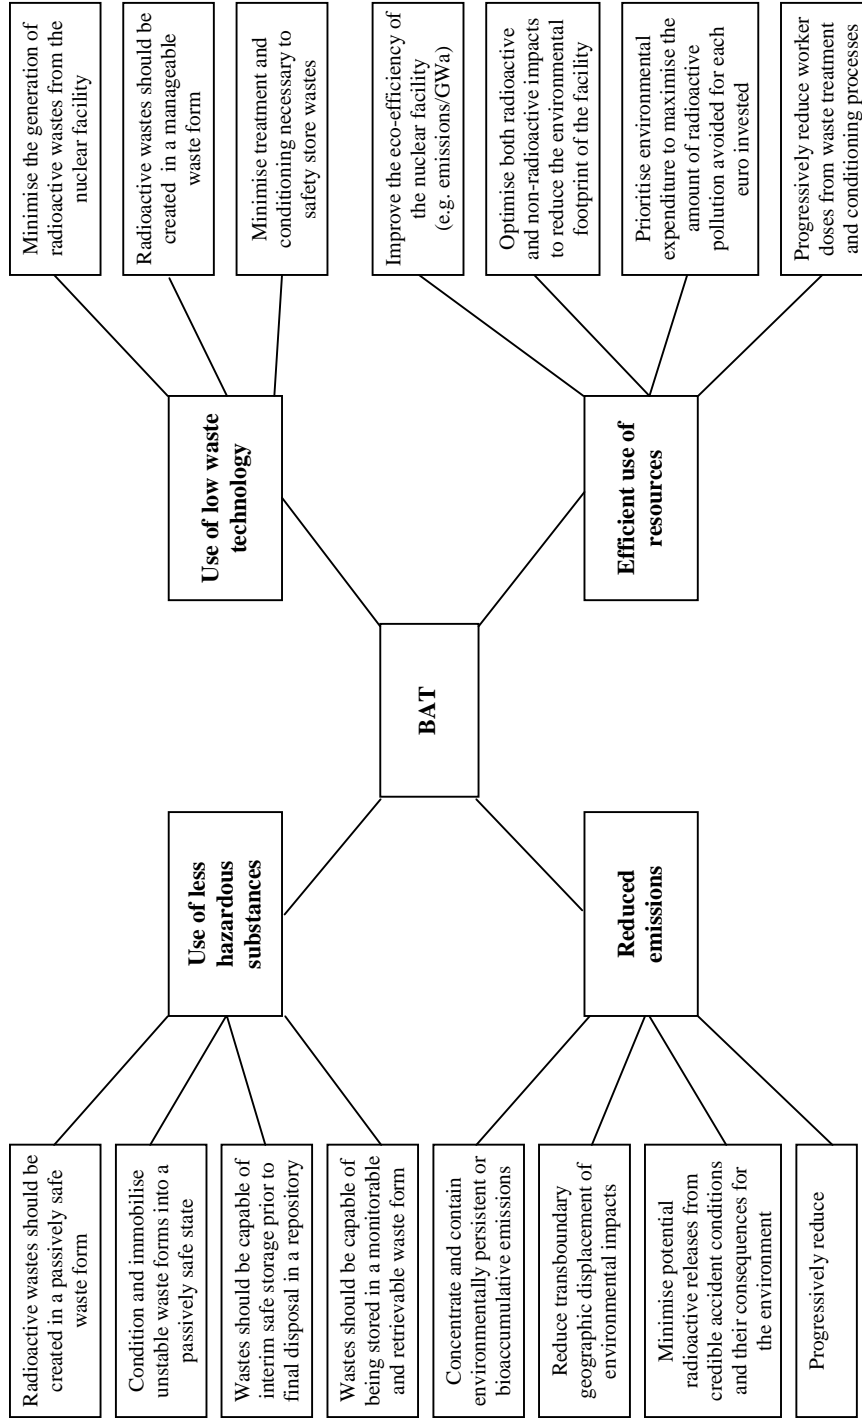 Radioactive wastes should be
created in a passively safe
waste form
Condition and immobilise
unstable waste forms into a
passively safe state
Wastes should be capable of
interim safe storage prior to
final disposal in a repository
Wastes should be capable of
being stored in a monitorable
and retrievable waste form
Concentrate and contain
environmentally persistent or
bioaccumulative emissions
Reduce transboundary
geographic displacement of
environmental impacts
Minimise potential
radioactive releases from
credible accident conditions
and their consequences for
the environment
Progressively reduce
Use of less
hazardous
substances
Reduced
emissions
BAT
Use of low waste
technology
Efficient use of
resources
Minimise the generation of
radioactive wastes from the
nuclear facility
Radioactive wastes should be
created  in a manageable
waste form
Minimise treatment and
conditioning necessary to
safety store wastes
Improve the eco-efficiency of
the nuclear facility
(e.g. emissions/GWa)
Optimise both radioactive
and non-radioactive impacts
to reduce the environmental
footprint of the facility
Prioritise environmental
expenditure to maximise the
amount of radioactive
pollution avoided for each
euro invested
Progressively reduce worker
doses from waste treatment
and conditioning processes